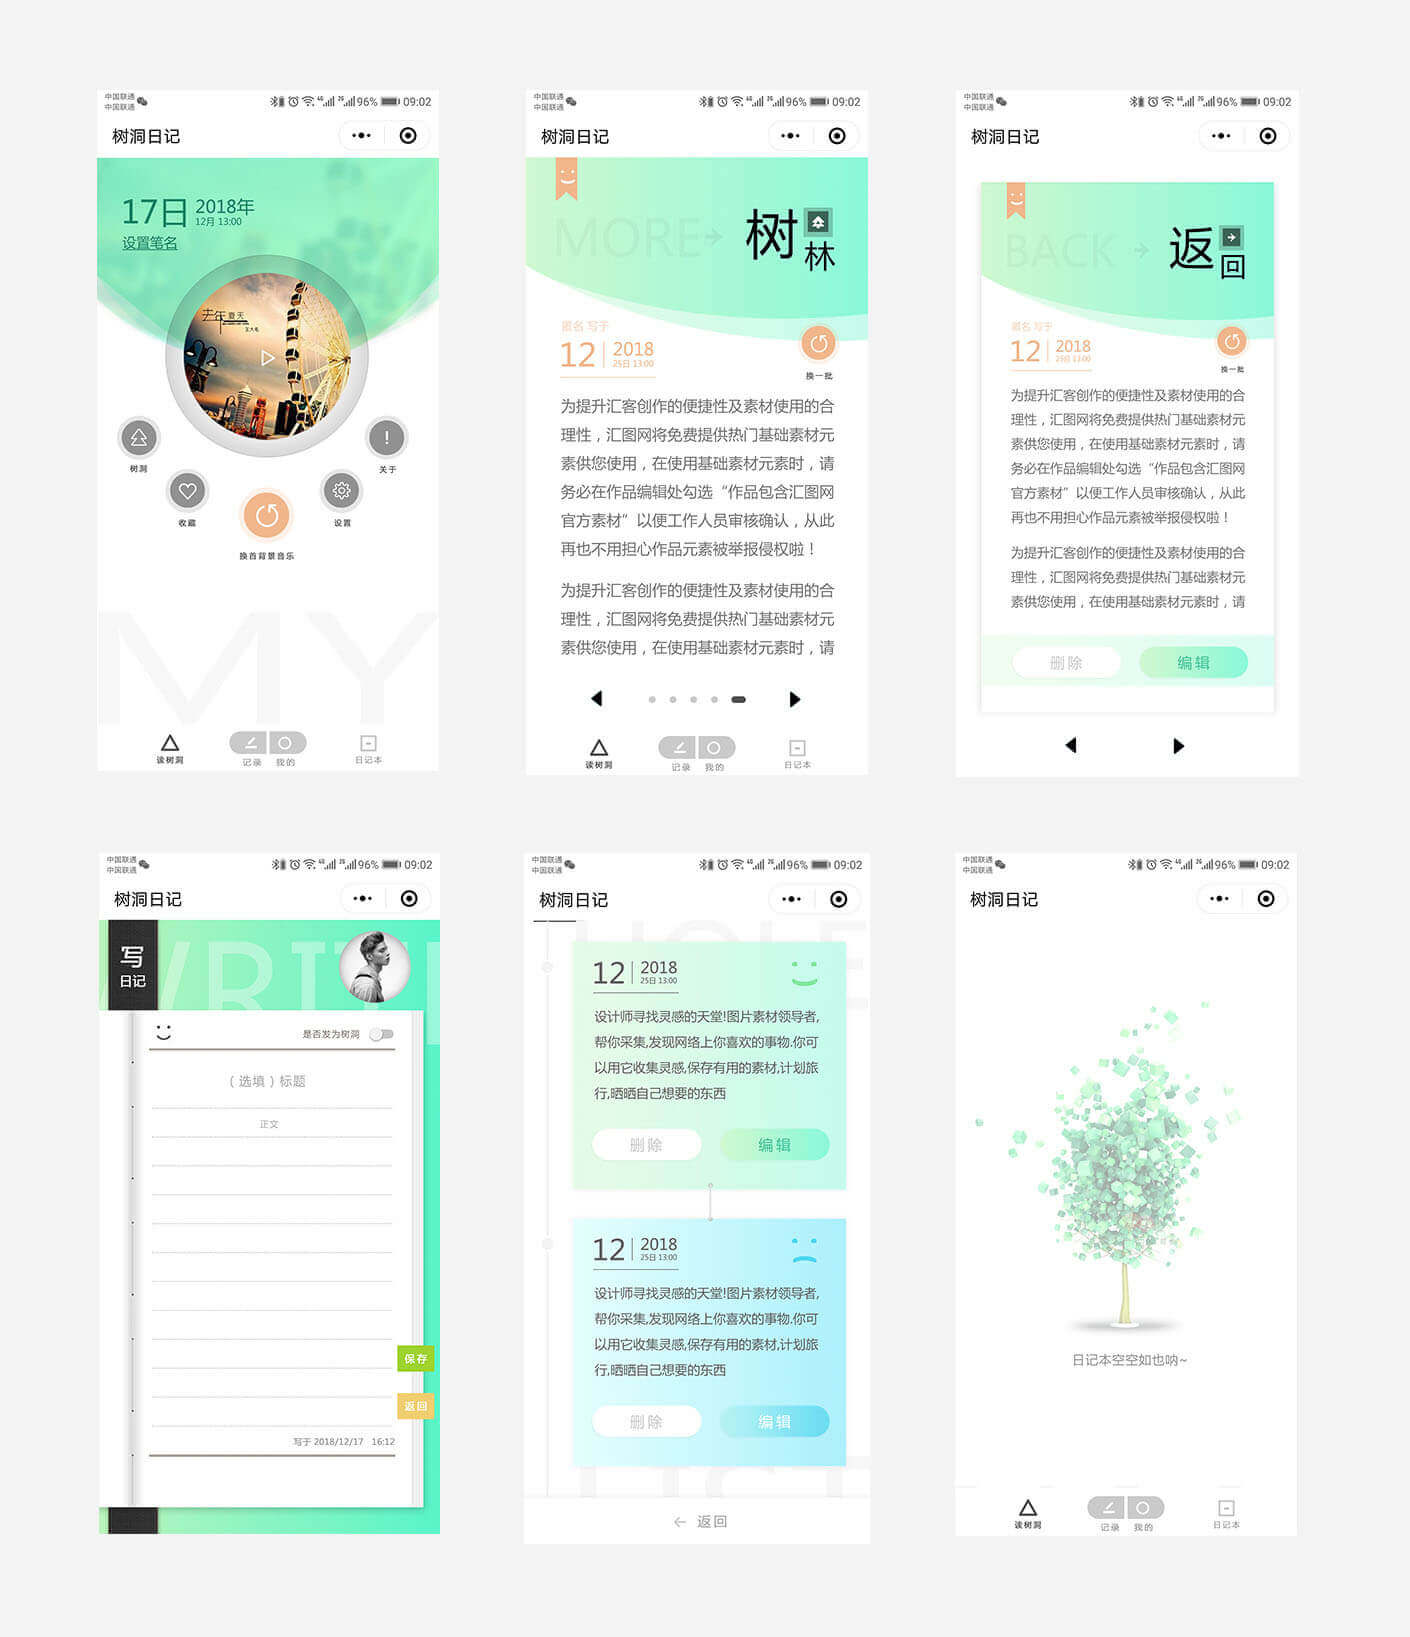 中国联通
中国联通
4G
2G
96%
09:02
树洞日记
17日
2018年
12月 13:00
设置笔名
去年夏天
树洞
收藏
换首背景音乐
设置
关于
MY
读树洞
记录
我的
日记本
中国联通
中国联通
4G
2G
96%
09:02
树洞日记
MORE
树林
匿名 写于
12
2018
25日 13:00
换一批
为提升汇客创作的便捷性及素材使用的合
理性，汇图网将免费提供热门基础素材元
素供您使用，在使用基础素材元素时，请
务必在作品编辑处勾选“作品包含汇图网
官方素材”以便工作人员审核确认，从此
再也不用担心作品元素被举报侵权啦！
为提升汇客创作的便捷性及素材使用的合
理性，汇图网将免费提供热门基础素材元
素供您使用，在使用基础素材元素时，请
读树洞
记录
我的
日记本
中国联通
中国联通
4G
2G
96%
09:02
树洞日记
BACK
返回
匿名 写于
12
2018
25日 13:00
换一批
为提升汇客创作的便捷性及素材使用的合
理性，汇图网将免费提供热门基础素材元
素供您使用，在使用基础素材元素时，请
务必在作品编辑处勾选“作品包含汇图网
官方素材”以便工作人员审核确认，从此
再也不用担心作品元素被举报侵权啦！
为提升汇客创作的便捷性及素材使用的合
理性，汇图网将免费提供热门基础素材元
素供您使用，在使用基础素材元素时，请
删除
编辑
中国联通
中国联通
4G
2G
96%
09:02
树洞日记
WRITE
写
日记
是否发为树洞
（选填）标题
正文
保存
返回
写于 2018/12/17 16:12
中国联通
中国联通
4G
2G
96%
09:02
树洞日记
HOLE
12
2018
25日 13:00
设计师寻找灵感的天堂!图片素材领导者,
帮你采集,发现网络上你喜欢的事物.你可
以用它收集灵感,保存有用的素材,计划旅
行,晒晒自己想要的东西
删除
编辑
12
2018
25日 13:00
设计师寻找灵感的天堂!图片素材领导者,
帮你采集,发现网络上你喜欢的事物.你可
以用它收集灵感,保存有用的素材,计划旅
行,晒晒自己想要的东西
删除
编辑
LIST
返回
中国联通
中国联通
4G
2G
96%
09:02
树洞日记
日记本空空如也呐~
读树洞
记录
我的
日记本